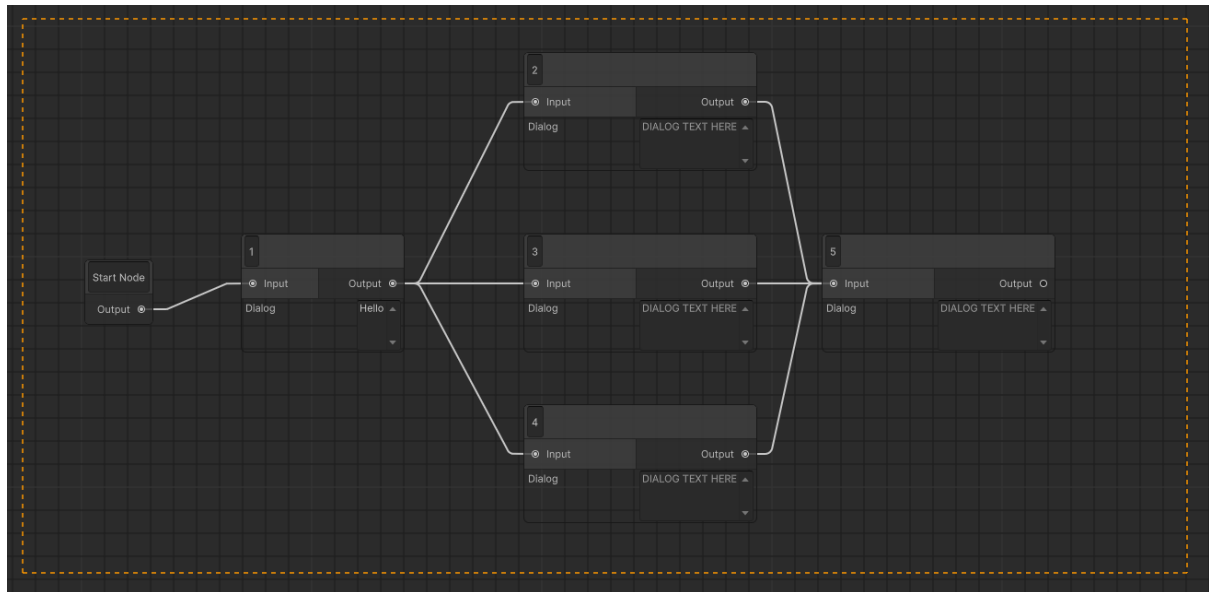 Start Node
Output
1
Input Output
Dialog Hello
2
Input Output
Dialog DIALOG TEXT HERE
3
Input Output
Dialog DIALOG TEXT HERE
4
Input Output
Dialog DIALOG TEXT HERE
5
Input Output
Dialog DIALOG TEXT HERE